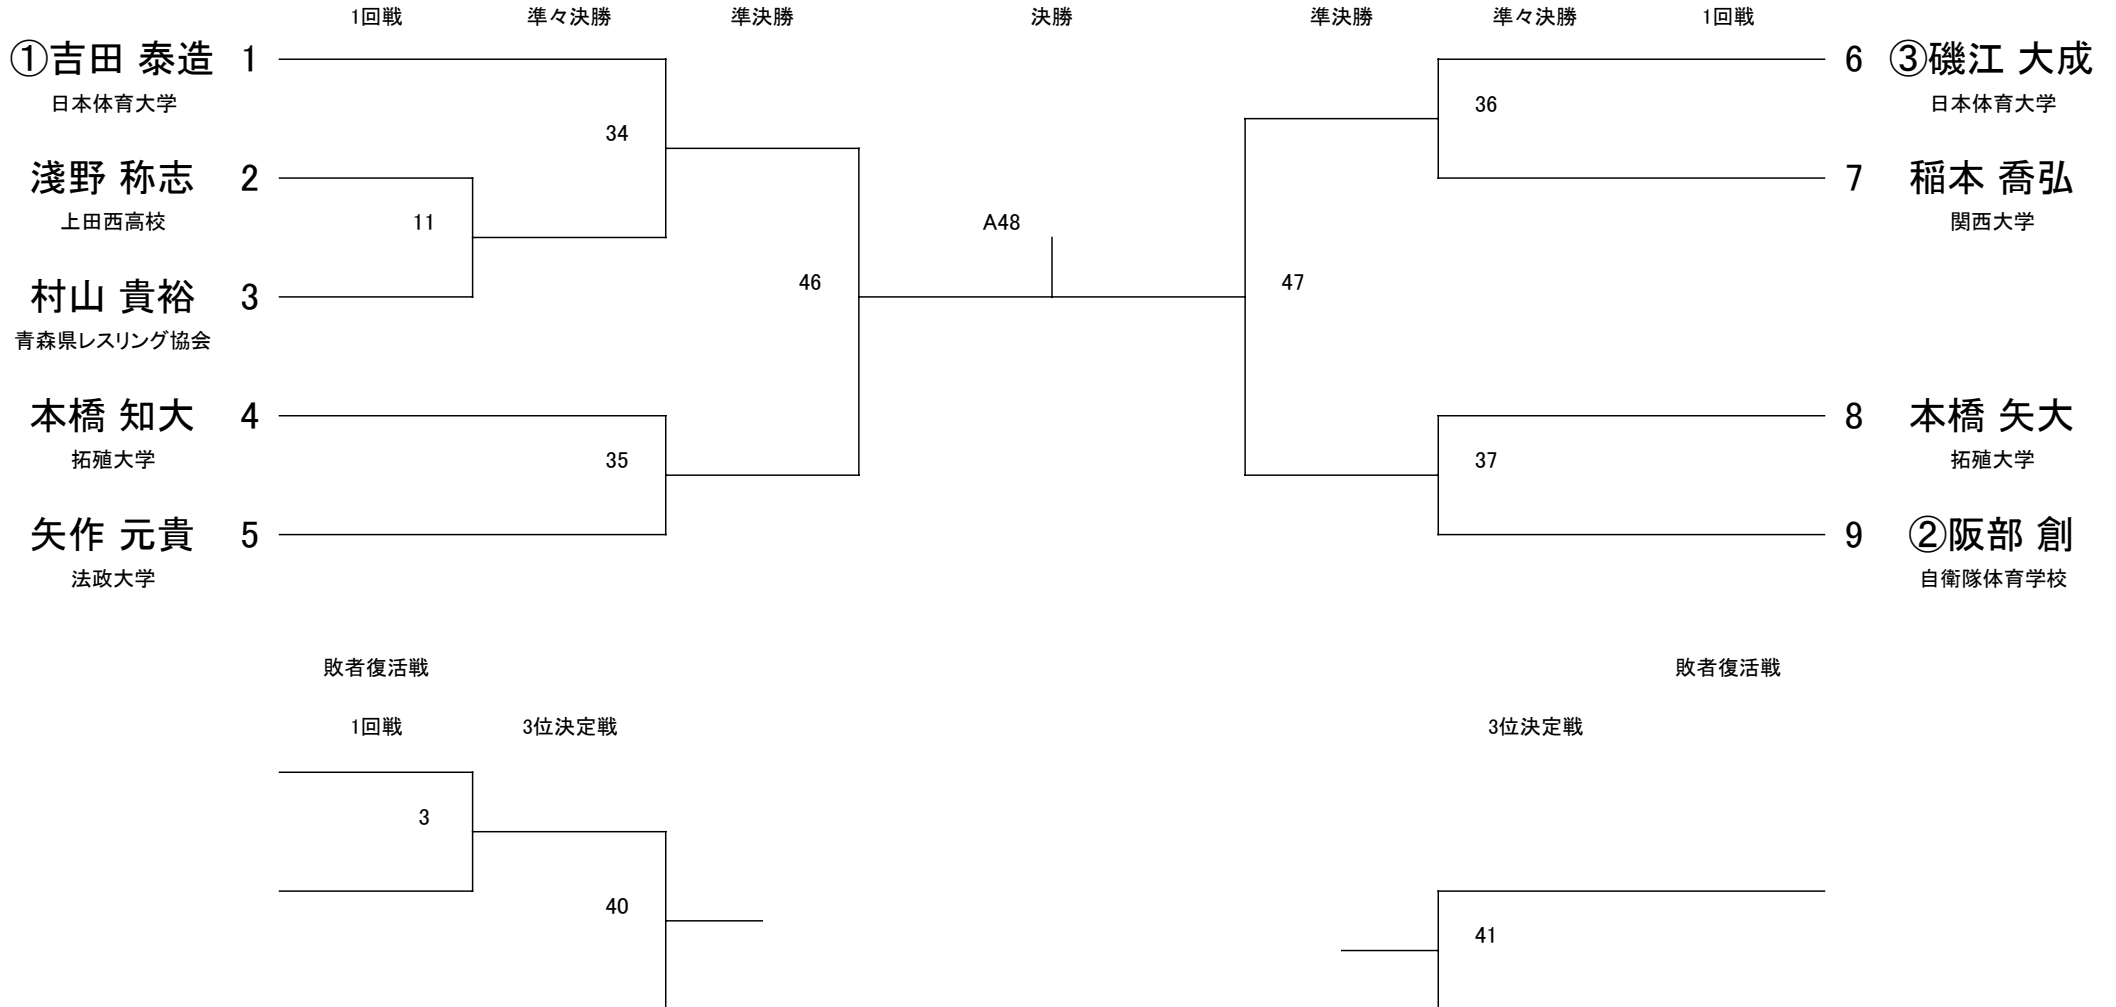 1回戦 準々決勝 準決勝 決勝 準決勝 準々決勝 1回戦
①吉田 泰造 1
日本体育大学
34
淺野 称志 2
上田西高校
11
村山 貴裕 3
青森県レスリング協会
46
本橋 知大 4
拓殖大学
35
矢作 元貴 5
法政大学
A48
6 ③磯江 大成
日本体育大学
36
7 稲本 喬弘
関西大学
47
8 本橋 矢大
拓殖大学
37
9 ②阪部 創
自衛隊体育学校
敗者復活戦 敗者復活戦
1回戦 3位決定戦 3位決定戦
3
40
41